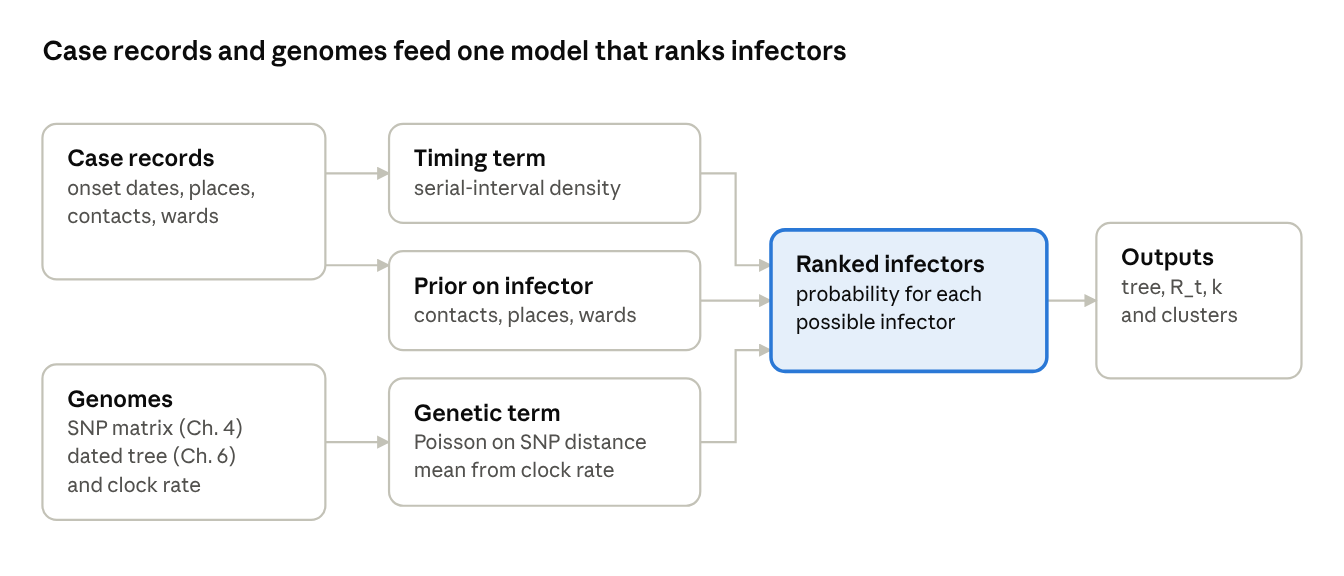 Case records and genomes feed one model that ranks infectors
Case records
onset dates, places,
contacts, wards
Timing term
serial-interval density
Prior on infector
contacts, places, wards
Genomes
SNP matrix (Ch. 4)
dated tree (Ch. 6)
and clock rate
Genetic term
Poisson on SNP distance
mean from clock rate
Ranked infectors
probability for each
possible infector
Outputs
tree, R_t, k
and clusters